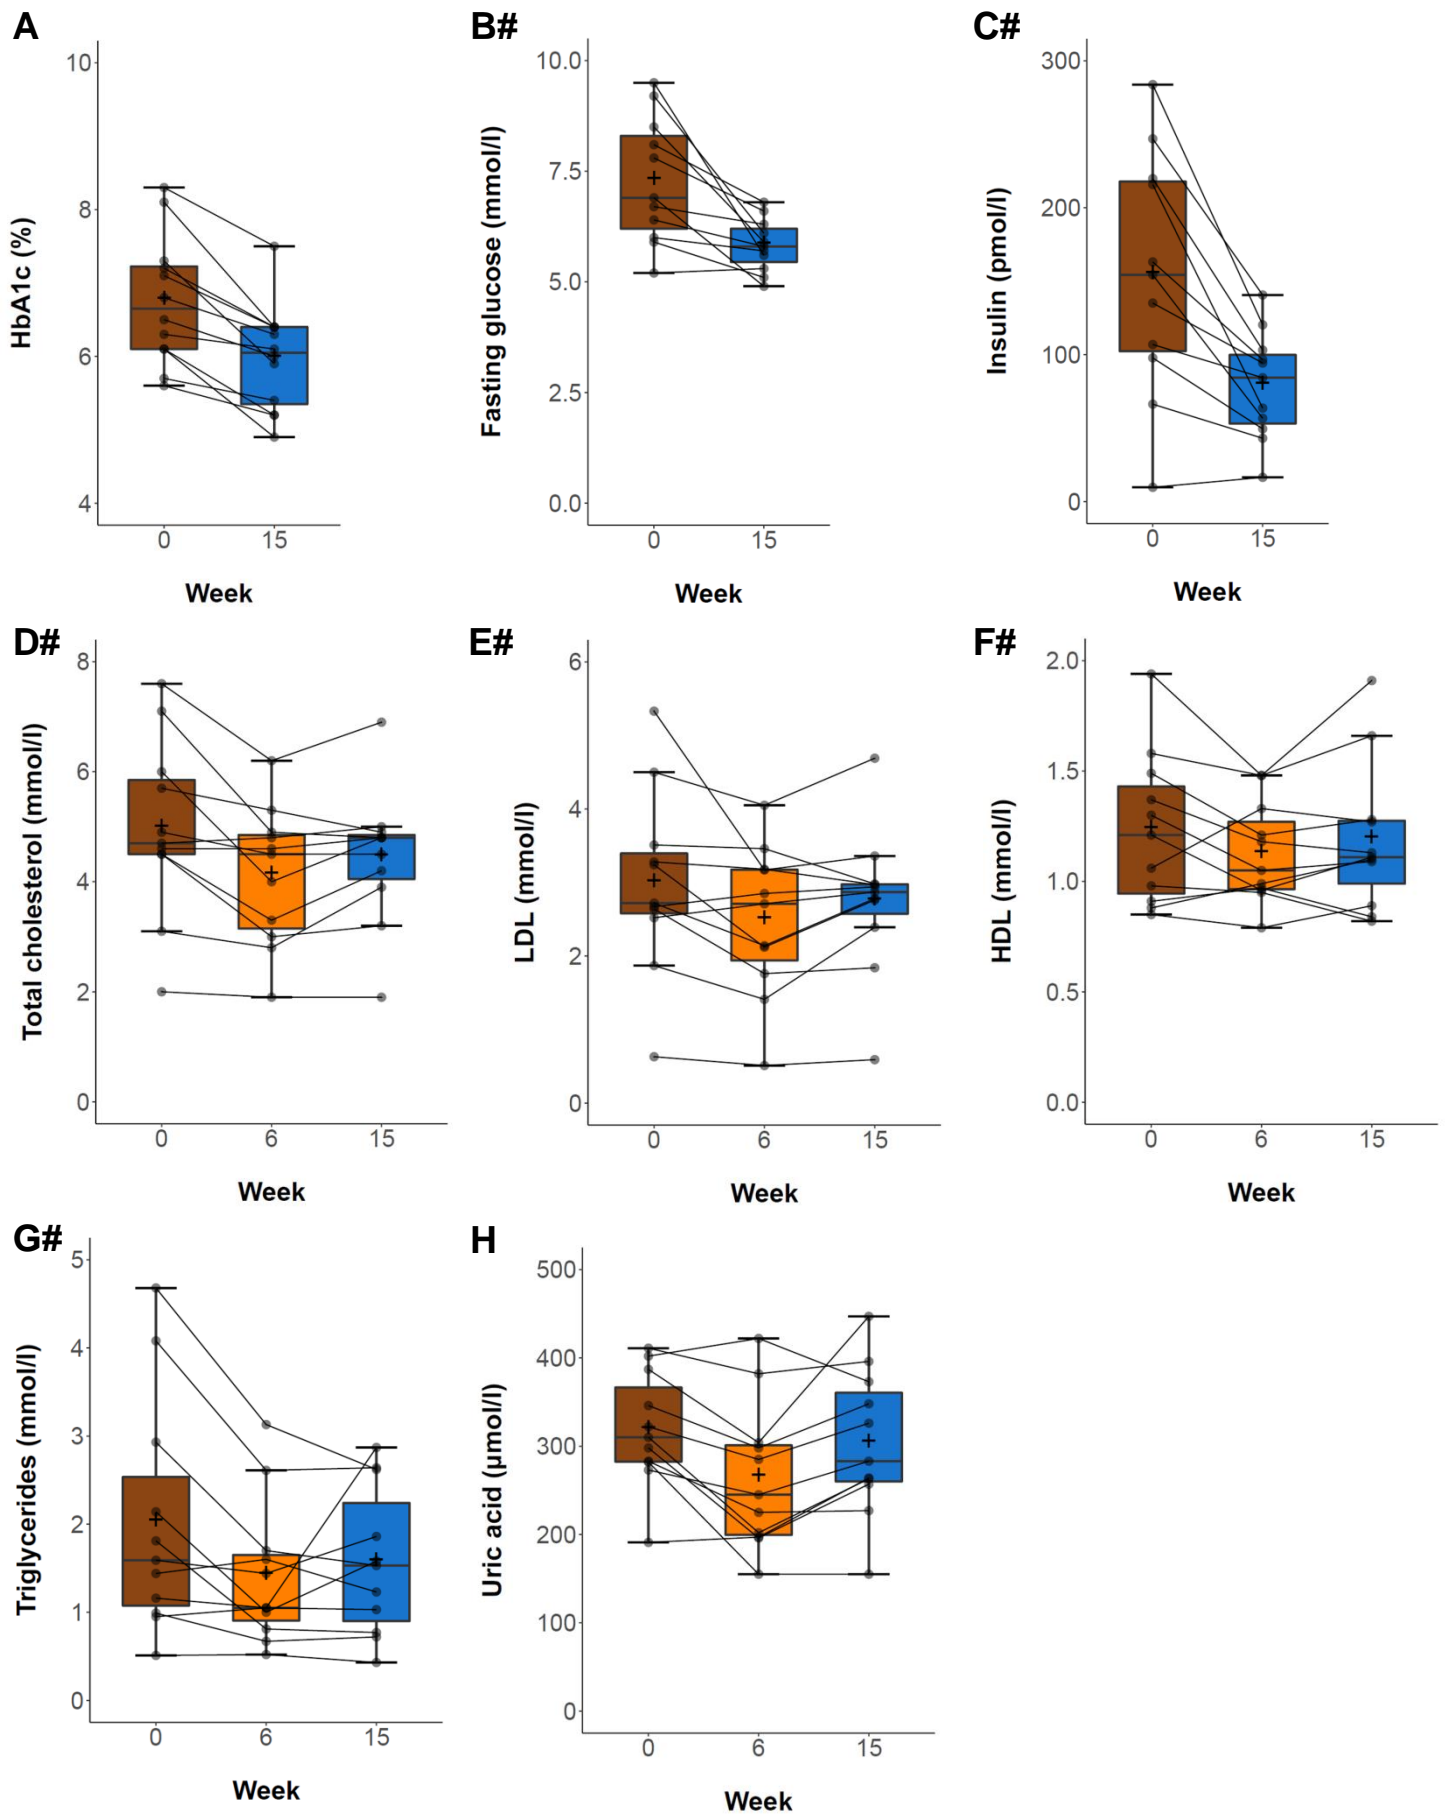 A
HbA1c (%)
10
8
6
4
0 15
Week
B#
Fasting glucose (mmol/l)
10.0
7.5
5.0
2.5
0.0
0 15
Week
C#
Insulin (pmol/l)
300
200
100
0
0 15
Week
D#
Total cholesterol (mmol/l)
8
6
4
2
0
0 6 15
Week
E#
LDL (mmol/l)
6
4
2
0
0 6 15
Week
F#
HDL (mmol/l)
2.0
1.5
1.0
0.5
0.0
0 6 15
Week
G#
Triglycerides (mmol/l)
5
4
3
2
1
0
0 6 15
Week
H
Uric acid (μmol/l)
500
400
300
200
100
0
0 6 15
Week